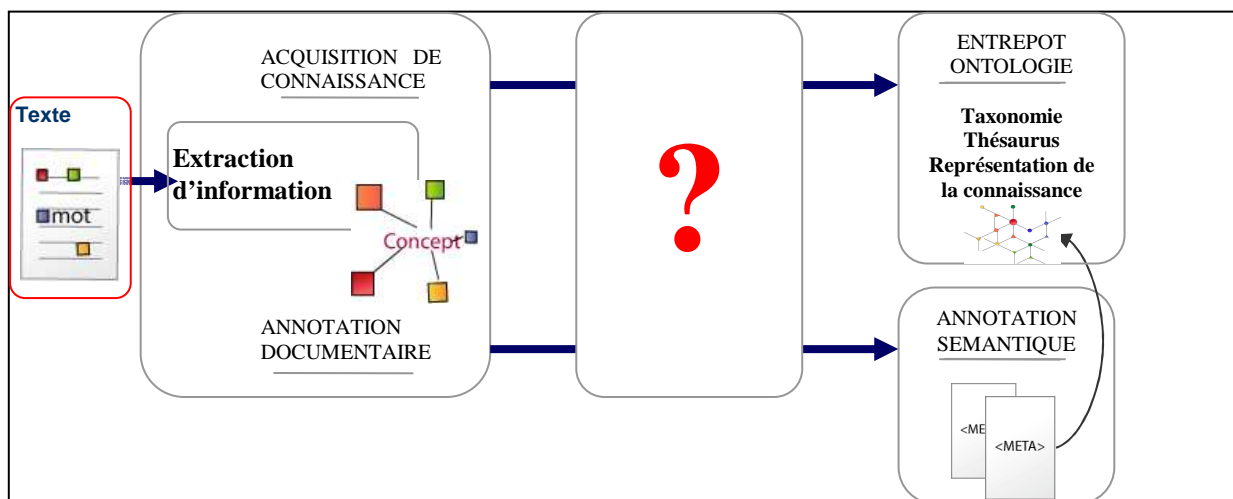 Texte
mot
ACQUISITION DE
CONNAISSANCE
Extraction
d’information
Concept
ANNOTATION
DOCUMENTAIRE
?
ENTREPOT
ONTOLOGIE
Taxonomie
Thésaurus
Représentation de
la connaissance
ANNOTATION
SEMANTIQUE
<ME
<META>